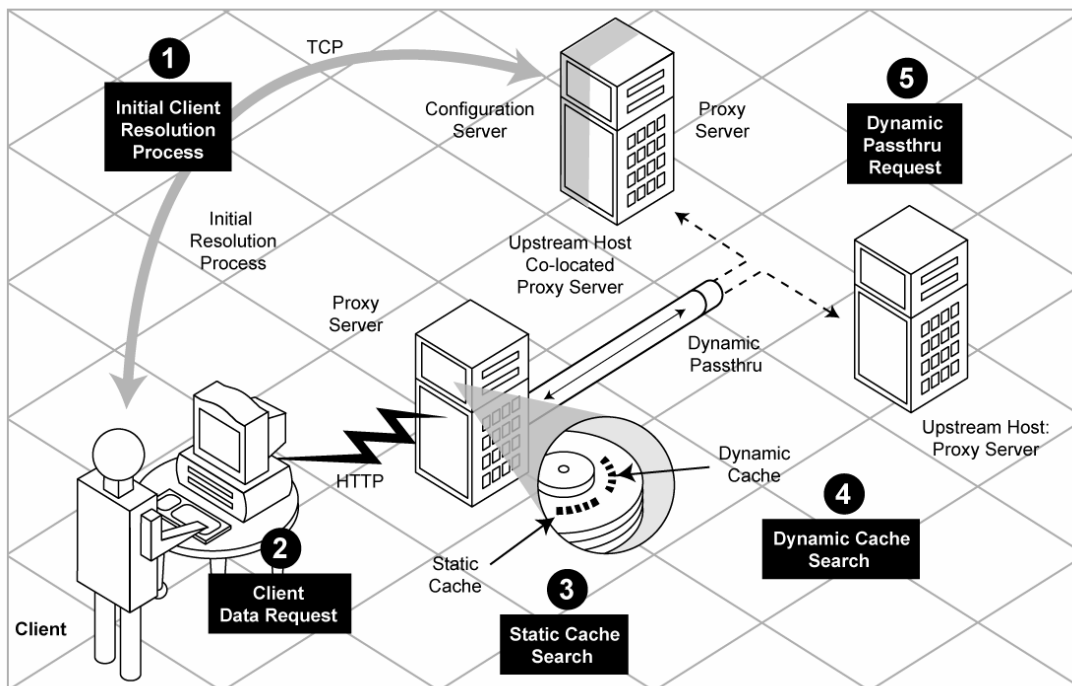 1
Initial Client
Resolution
Process
TCP
Configuration
Server
Proxy
Server
5
Dynamic
Passthru
Request
Initial
Resolution
Process
Upstream Host
Co-located
Proxy Server
Proxy
Server
Dynamic
Passthru
Upstream Host:
Proxy Server
HTTP
Dynamic
Cache
4
Dynamic Cache
Search
2
Client
Data Request
Static
Cache
3
Static Cache
Search
Client